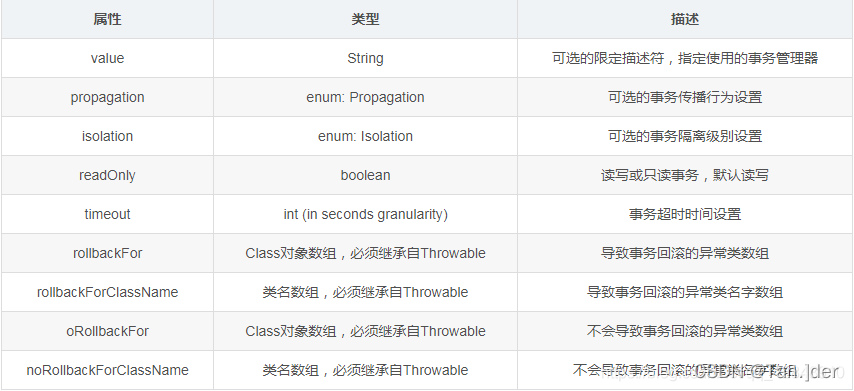 属性 类型 描述
value String 可选的限定描述符，指定使用的事务管理器
propagation enum: Propagation 可选的事务传播行为设置
isolation enum: Isolation 可选的事务隔离级别设置
readOnly boolean 读写或只读事务，默认读写
timeout int (in seconds granularity) 事务超时时间设置
rollbackFor Class对象数组，必须继承自Throwable 导致事务回滚的异常类数组
rollbackForClassName 类名数组，必须继承自Throwable 导致事务回滚的异常类名字数组
oRollbackFor Class对象数组，必须继承自Throwable 不会导致事务回滚的异常类数组
noRollbackForClassName 类名数组，必须继承自Throwable 不会导致事务回滚的异常类名字数组